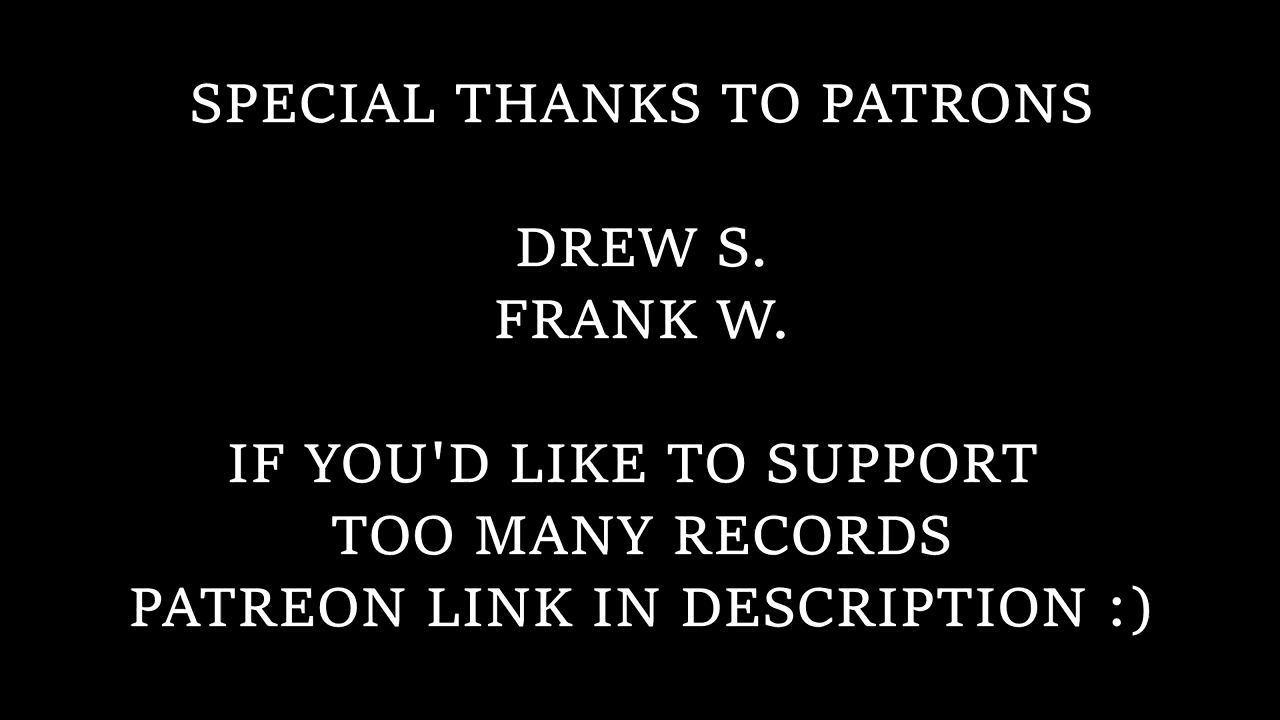 SPECIAL THANKS TO PATRONS
DREW S.
FRANK W.
IF YOU'D LIKE TO SUPPORT
TOO MANY RECORDS
PATREON LINK IN DESCRIPTION :)